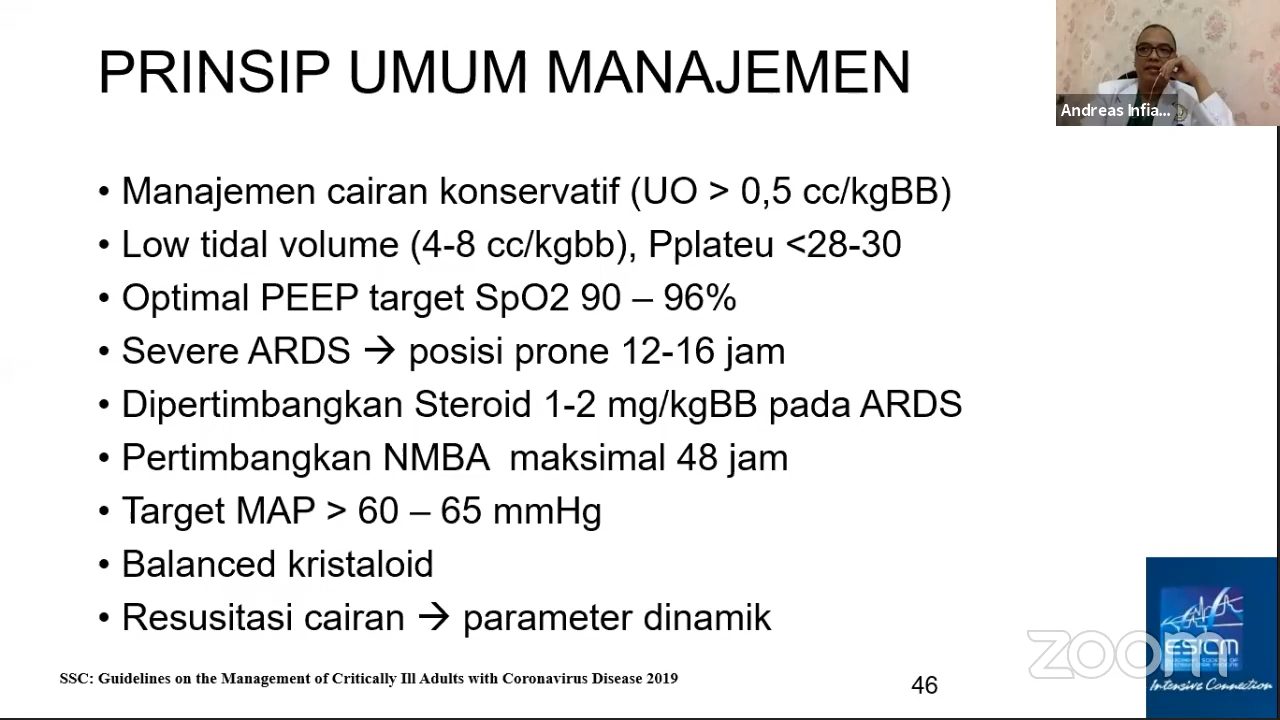 PRINSIP UMUM MANAJEMEN
Andreas Infia...
• Manajemen cairan konservatif (UO > 0,5 cc/kgBB)
• Low tidal volume (4-8 cc/kgbb), Pplateu <28-30
• Optimal PEEP target SpO2 90 – 96%
• Severe ARDS → posisi prone 12-16 jam
• Dipertimbangkan Steroid 1-2 mg/kgBB pada ARDS
• Pertimbangkan NMBA  maksimal 48 jam
• Target MAP > 60 – 65 mmHg
• Balanced kristaloid
• Resusitasi cairan → parameter dinamik
zoom
ESICM
Intensive Connection
SSC: Guidelines on the Management of Critically Ill Adults with Coronavirus Disease 2019
46